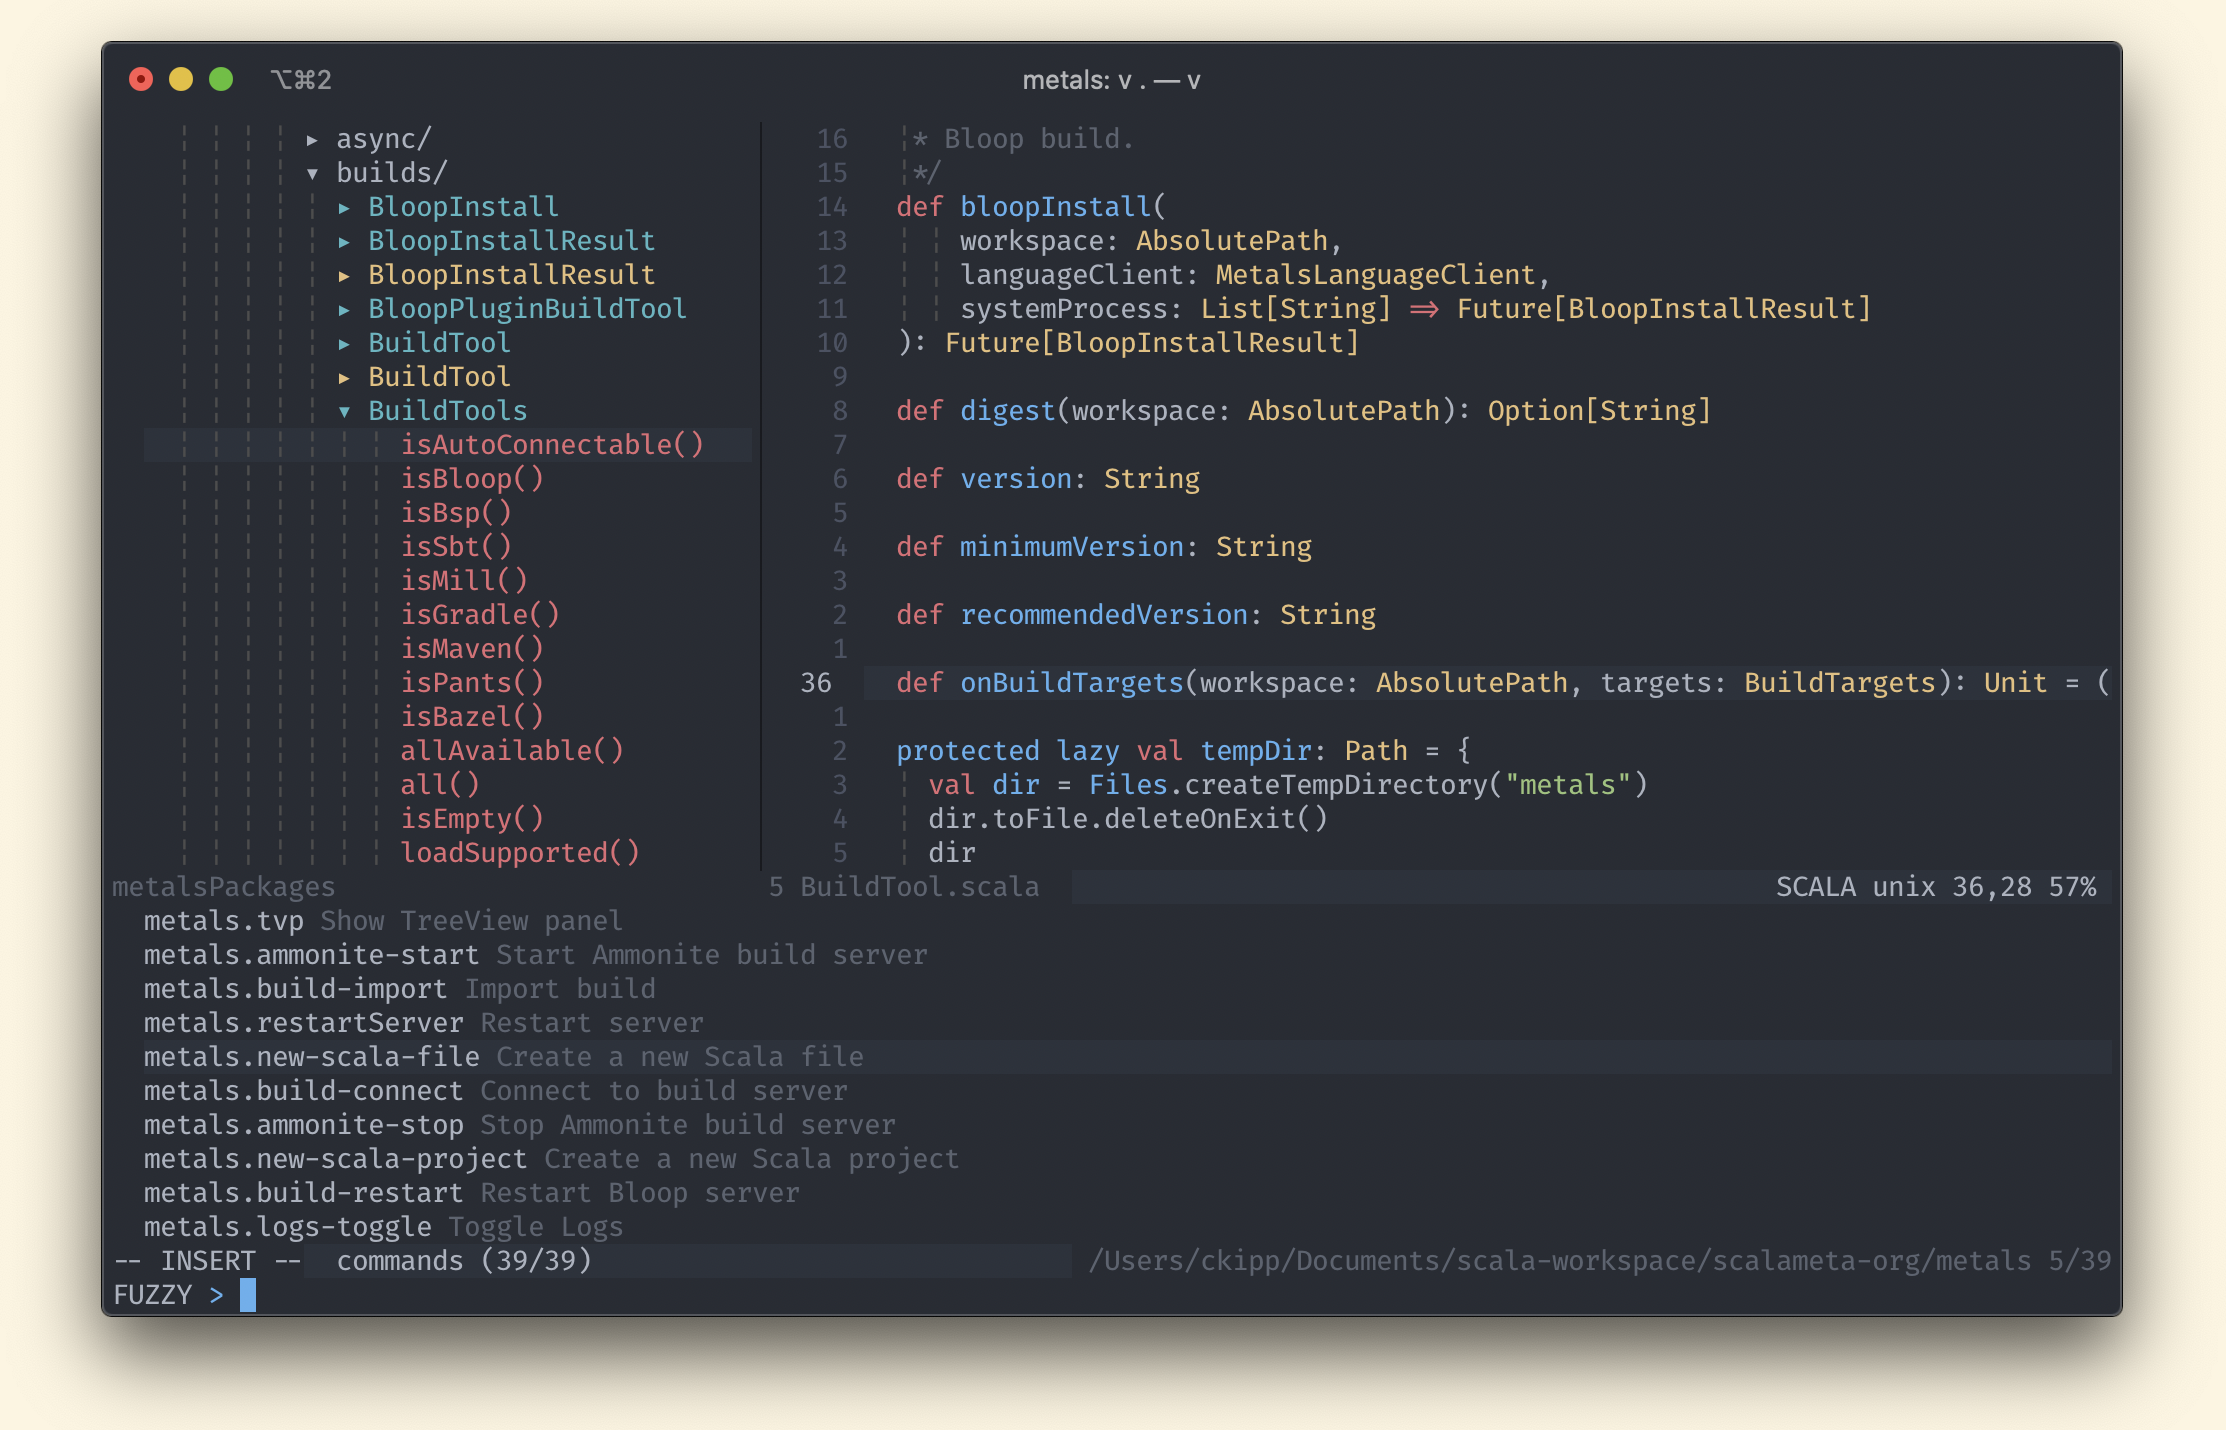 ⌥⌘2
metals: v . — v
▸ async/
▾ builds/
▸ BloopInstall
▸ BloopInstallResult
▸ BloopInstallResult
▸ BloopPluginBuildTool
▸ BuildTool
▸ BuildTool
▾ BuildTools
isAutoConnectable()
isBloop()
isBsp()
isSbt()
isMill()
isGradle()
isMaven()
isPants()
isBazel()
allAvailable()
all()
isEmpty()
loadSupported()
metalsPackages
16 * Bloop build.
15 */
14 def bloopInstall(
13 workspace: AbsolutePath,
12 languageClient: MetalsLanguageClient,
11 systemProcess: List[String] ⇒ Future[BloopInstallResult]
10 ): Future[BloopInstallResult]
9
8 def digest(workspace: AbsolutePath): Option[String]
7
6 def version: String
5
4 def minimumVersion: String
3
2 def recommendedVersion: String
1
36 def onBuildTargets(workspace: AbsolutePath, targets: BuildTargets): Unit = (
1
2 protected lazy val tempDir: Path = {
3 val dir = Files.createTempDirectory("metals")
4 dir.toFile.deleteOnExit()
5 dir
5 BuildTool.scala SCALA unix 36,28 57%
metals.tvp Show TreeView panel
metals.ammonite-start Start Ammonite build server
metals.build-import Import build
metals.restartServer Restart server
metals.new-scala-file Create a new Scala file
metals.build-connect Connect to build server
metals.ammonite-stop Stop Ammonite build server
metals.new-scala-project Create a new Scala project
metals.build-restart Restart Bloop server
metals.logs-toggle Toggle Logs
-- INSERT -- commands (39/39) /Users/ckipp/Documents/scala-workspace/scalameta-org/metals 5/39
FUZZY >